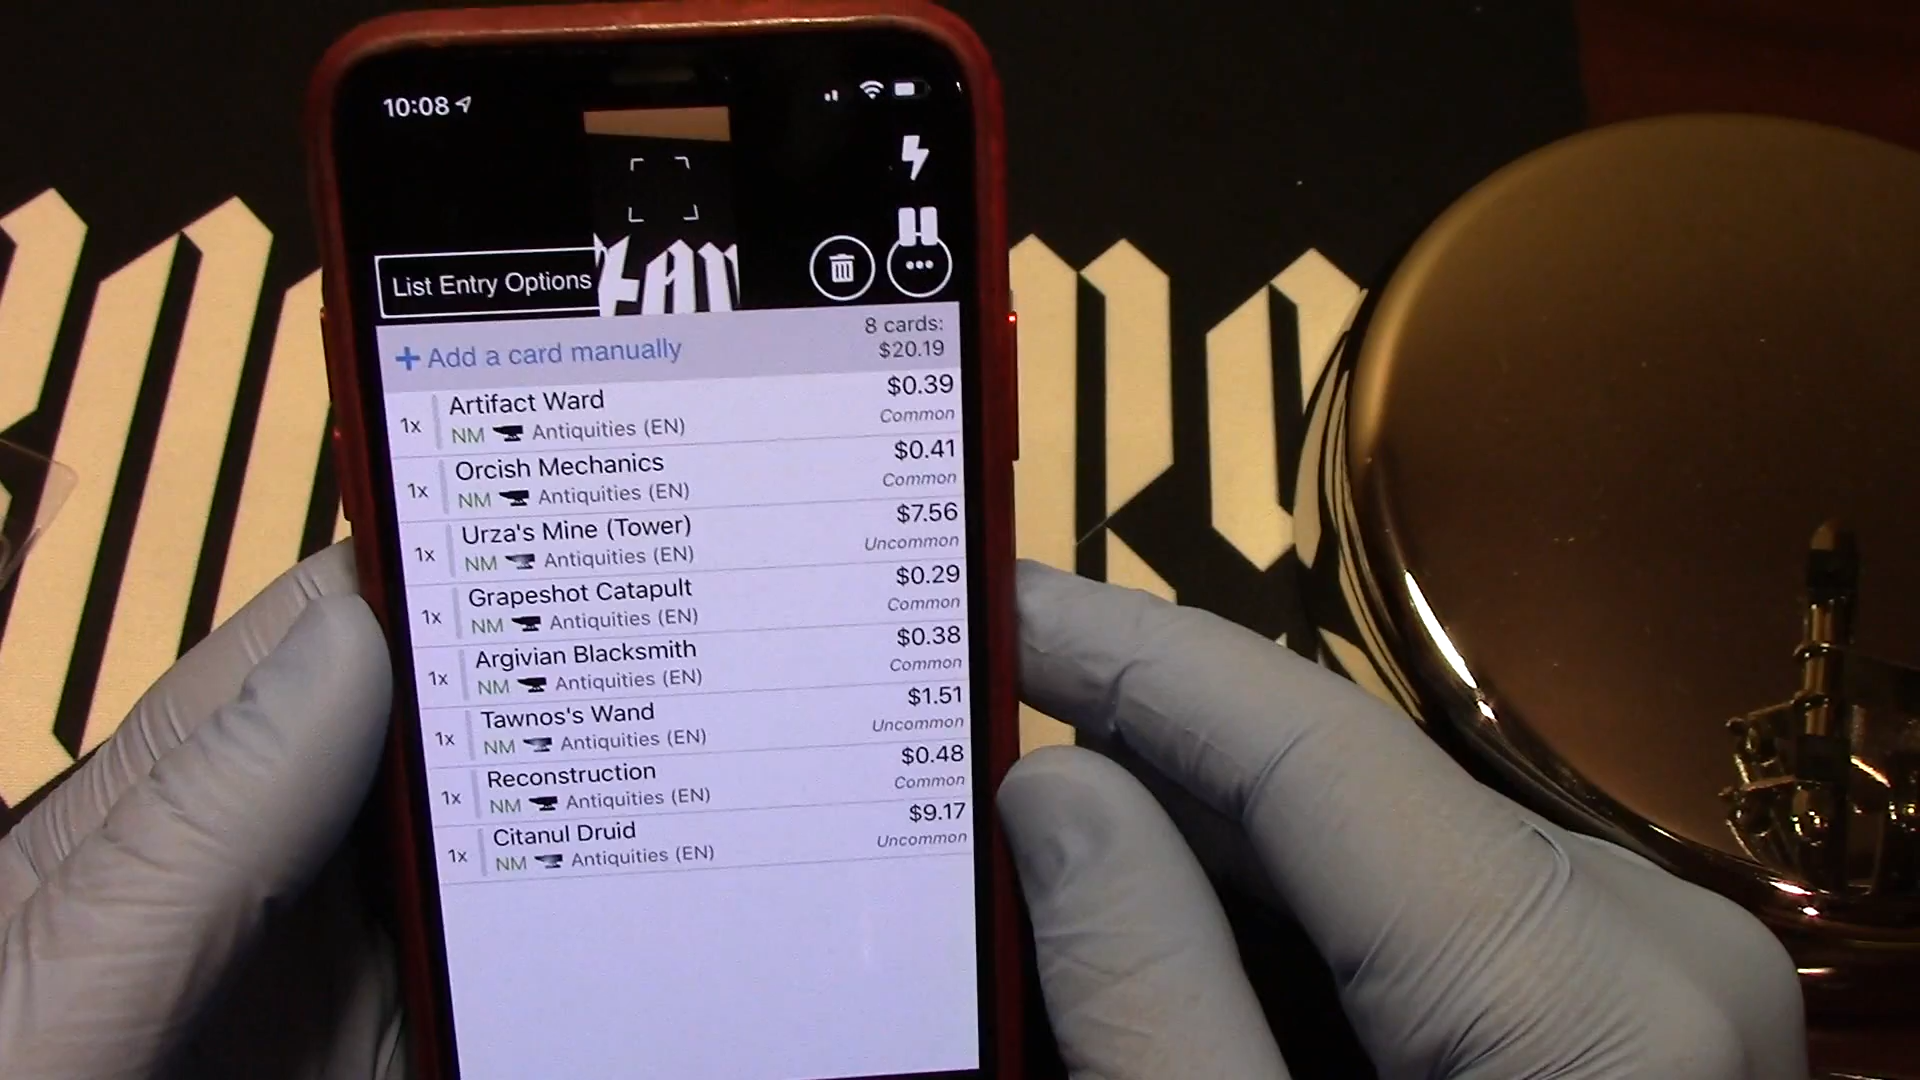 10:08
List Entry Options
+ Add a card manually
8 cards:
$20.19
1x Artifact Ward $0.39
NM Antiquities (EN) Common
1x Orcish Mechanics $0.41
NM Antiquities (EN) Common
1x Urza's Mine (Tower) $7.56
NM Antiquities (EN) Uncommon
1x Grapeshot Catapult $0.29
NM Antiquities (EN) Common
1x Argivian Blacksmith $0.38
NM Antiquities (EN) Common
1x Tawnos's Wand $1.51
NM Antiquities (EN) Uncommon
1x Reconstruction $0.48
NM Antiquities (EN) Common
1x Citanul Druid $9.17
NM Antiquities (EN) Uncommon